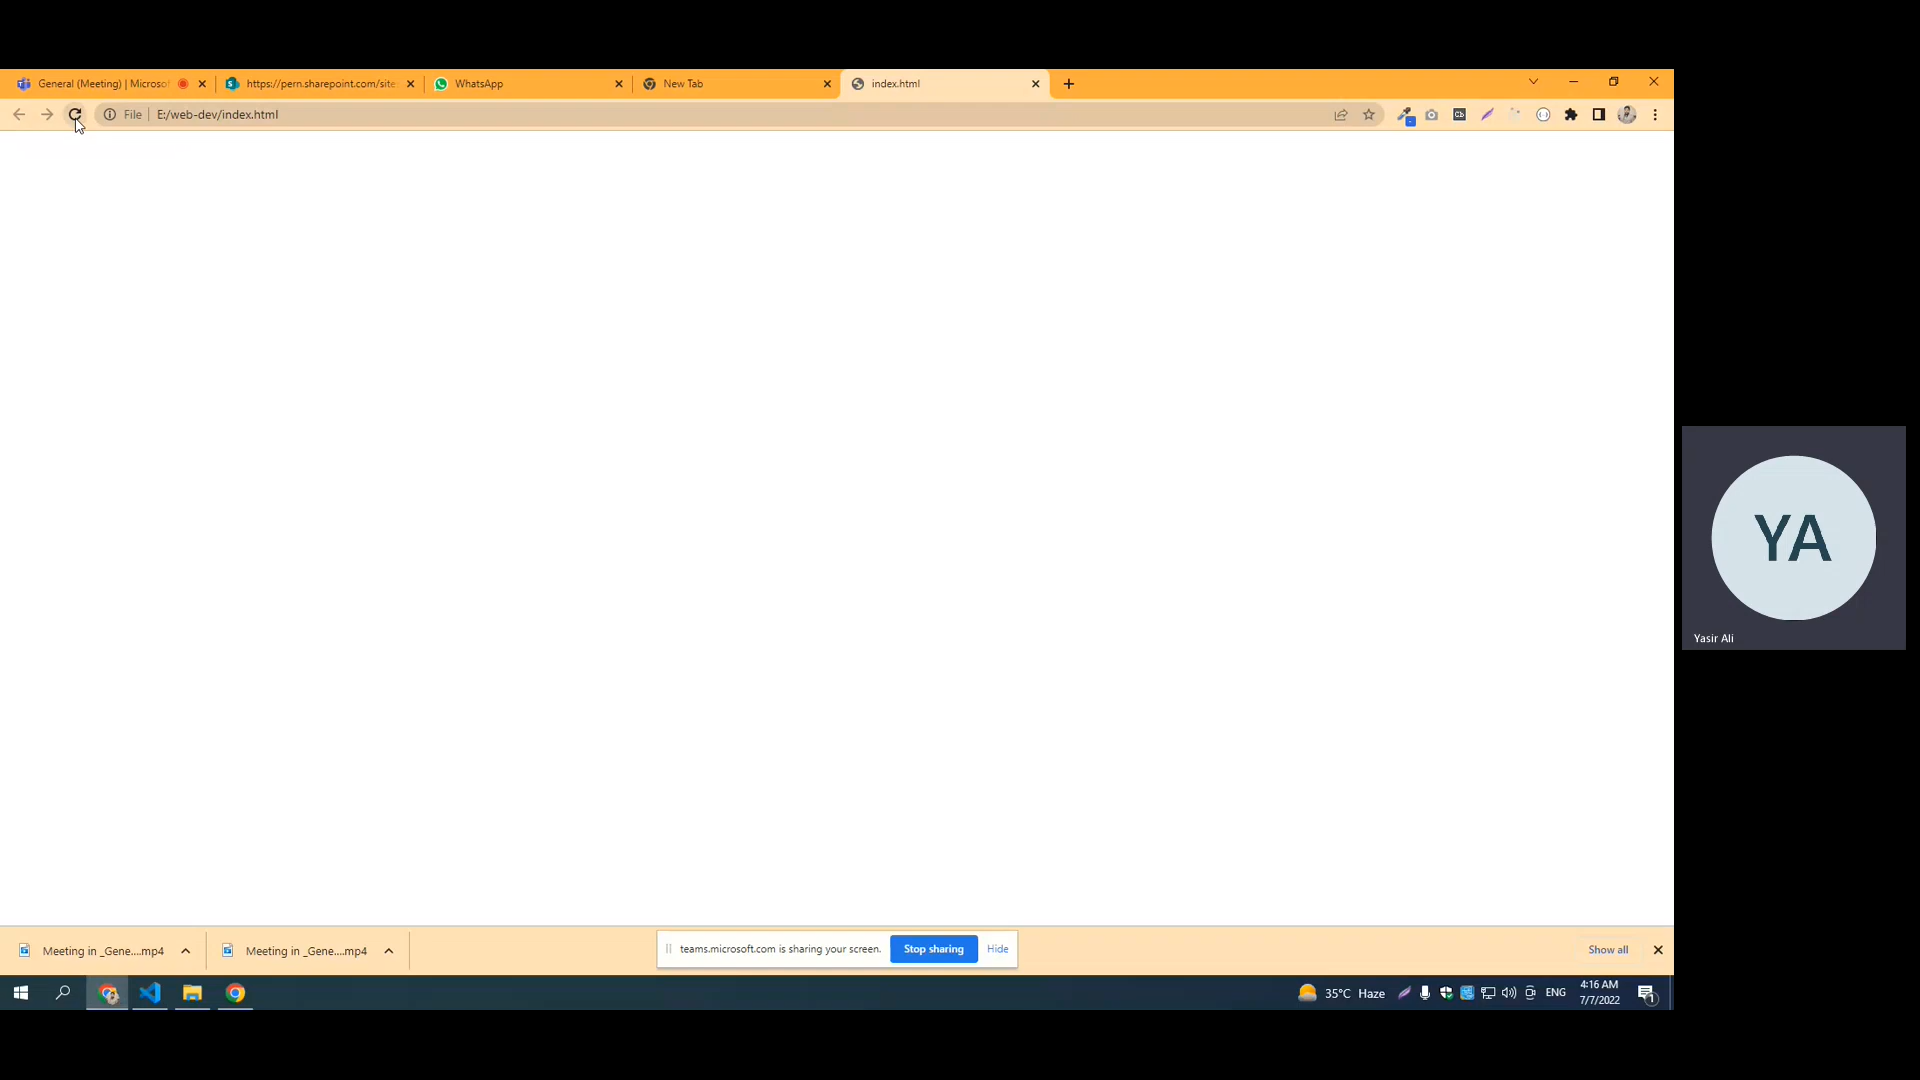 General (Meeting) | Microsof
https://pern.sharepoint.com/site
WhatsApp
New Tab
index.html
File
E:/web-dev/index.html
Cb
YA
Yasir Ali
Meeting in _Gene....mp4
Meeting in _Gene....mp4
teams.microsoft.com is sharing your screen.
Stop sharing
Hide
Show all
35°C Haze
ENG
4:16 AM
7/7/2022
1